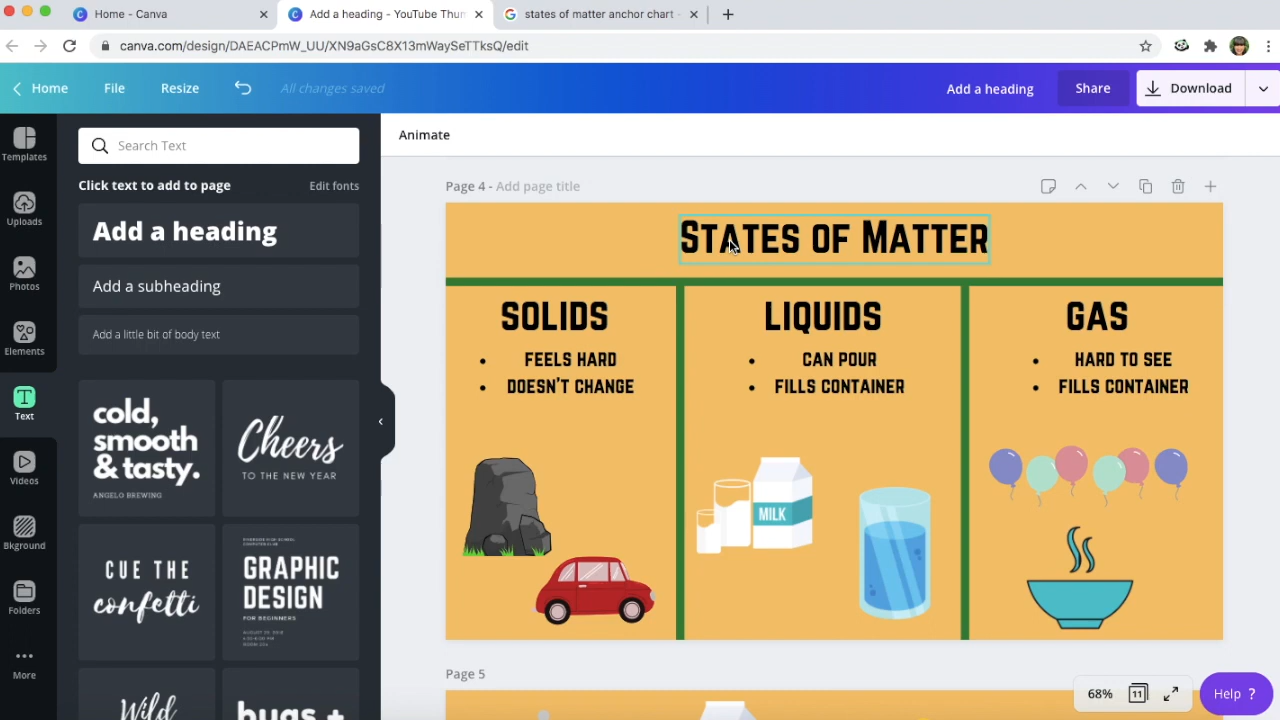 Home - Canva
Add a heading - YouTube Thum
states of matter anchor chart -
canva.com/design/DAEACPmW_UU/XN9aGsC8X13mWaySeTTksQ/edit
Home
File
Resize
All changes saved
Add a heading
Share
Download
Templates
Uploads
Photos
Elements
Text
Videos
Bkground
Folders
More
Search Text
Click text to add to page
Edit fonts
Add a heading
Add a subheading
Add a little bit of body text
cold,
smooth
& tasty.
ANGELO BREWING
Cheers
TO THE NEW YEAR
CUE THE
confetti
GRAPHIC
DESIGN
FOR BEGINNERS
Wild
bugs +
Animate
Page 4 - Add page title
STATES OF MATTER
SOLIDS
• FEELS HARD
• DOESN'T CHANGE
LIQUIDS
• CAN POUR
• FILLS CONTAINER
MILK
GAS
• HARD TO SEE
• FILLS CONTAINER
Page 5
68%
11
Help ?